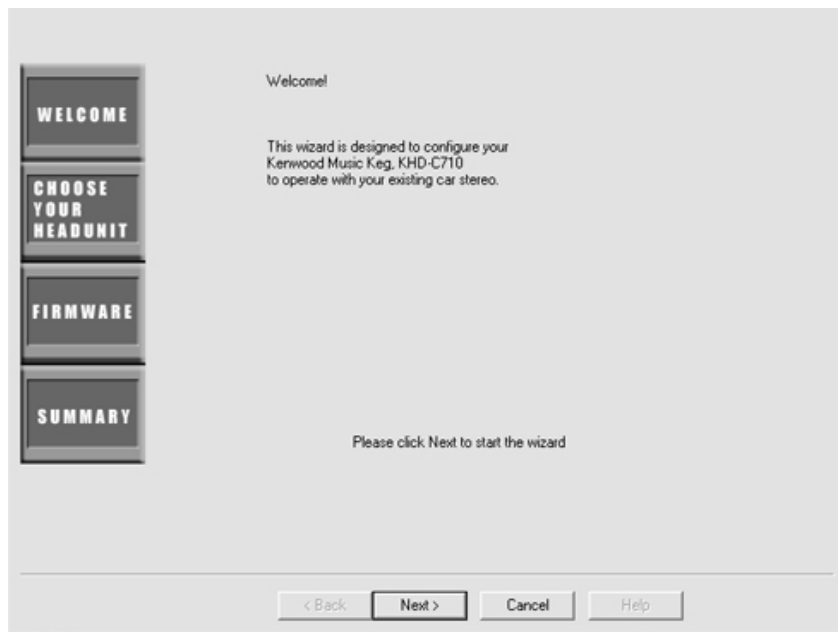 WELCOME
CHOOSE
YOUR
HEADUNIT
FIRMWARE
SUMMARY
Welcome!
This wizard is designed to configure your
Kenwood Music Keg, KHD-C710
to operate with your existing car stereo.
Please click Next to start the wizard
< Back
Next >
Cancel
Help